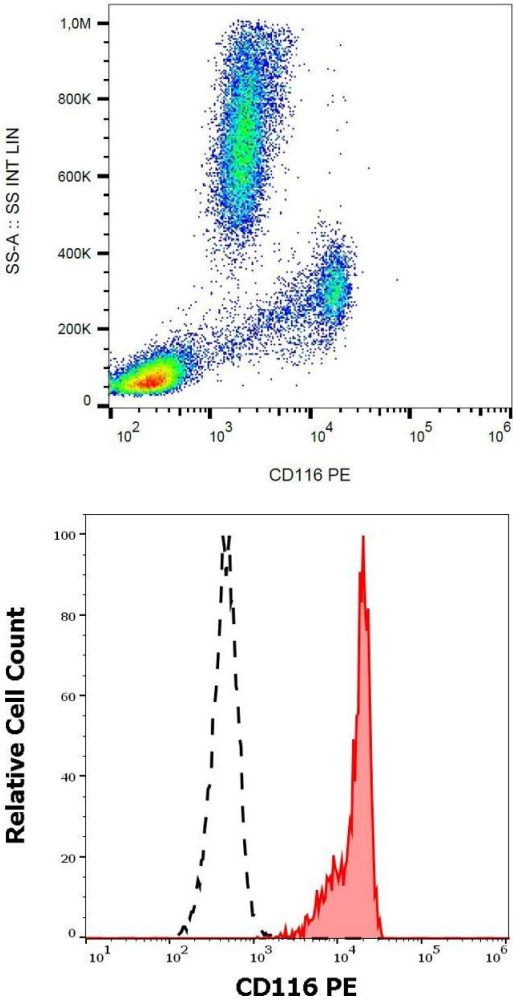 1,0M
800K
600K
400K
200K
0
SS-A :: SS INT LIN
10^2 10^3 10^4 10^5 10^6
CD116 PE
100
80
60
40
20
0
Relative Cell Count
10^1 10^2 10^3 10^4 10^5 10^6
CD116 PE